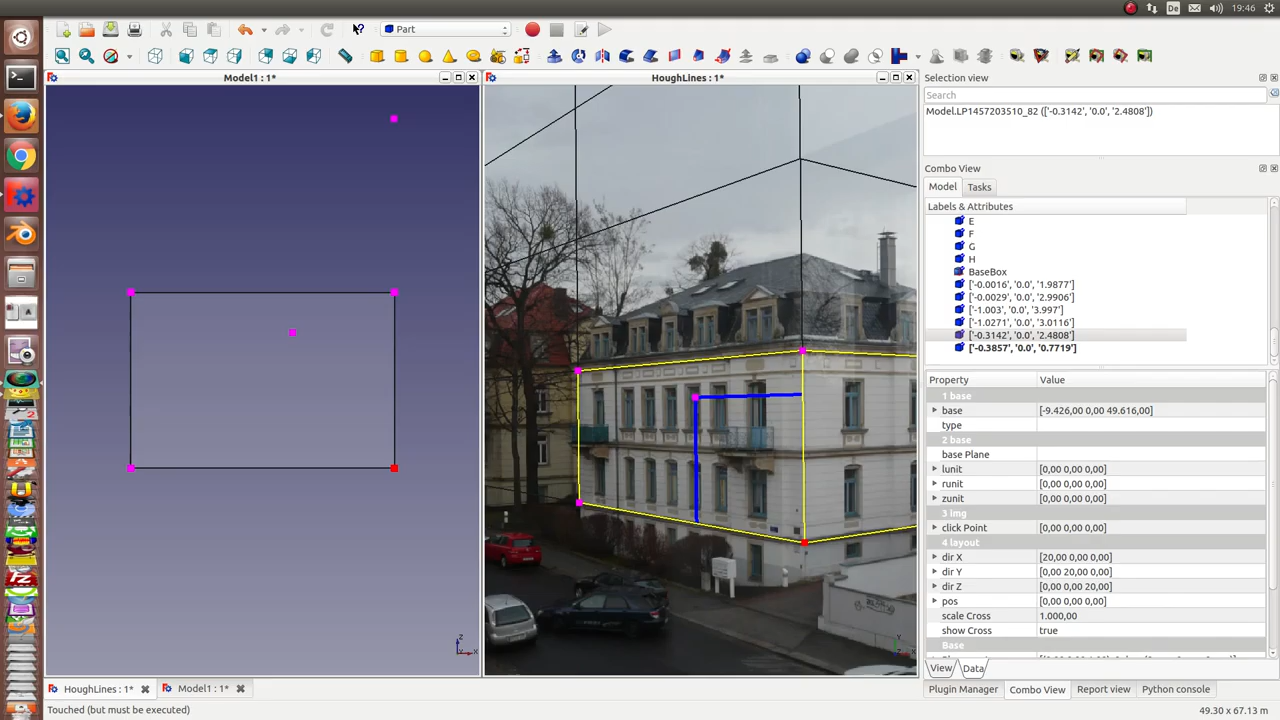 De
19:46
Part
Model1 : 1*
HoughLines : 1*
Selection view
Search
Model.LP1457203510_82 (['-0.3142', '0.0', '2.4808'])
Combo View
Model
Tasks
Labels & Attributes
E
F
G
H
BaseBox
['-0.0016', '0.0', '1.9877']
['-0.0029', '0.0', '2.9906']
['-1.003', '0.0', '3.997']
['-1.0271', '0.0', '3.0116']
['-0.3142', '0.0', '2.4808']
['-0.3857', '0.0', '0.7719']
Property Value
1 base
base [-9.426,00 0,00 49.616,00]
type
2 base
base Plane
lunit [0,00 0,00 0,00]
runit [0,00 0,00 0,00]
zunit [0,00 0,00 0,00]
3 img
click Point [0,00 0,00 0,00]
4 layout
dir X [20,00 0,00 0,00]
dir Y [0,00 20,00 0,00]
dir Z [0,00 0,00 20,00]
pos [0,00 0,00 0,00]
scale Cross 1.000,00
show Cross true
Base
View
Data
HoughLines : 1*
Model1 : 1*
Plugin Manager
Combo View
Report view
Python console
Touched (but must be executed)
49.30 x 67.13 m